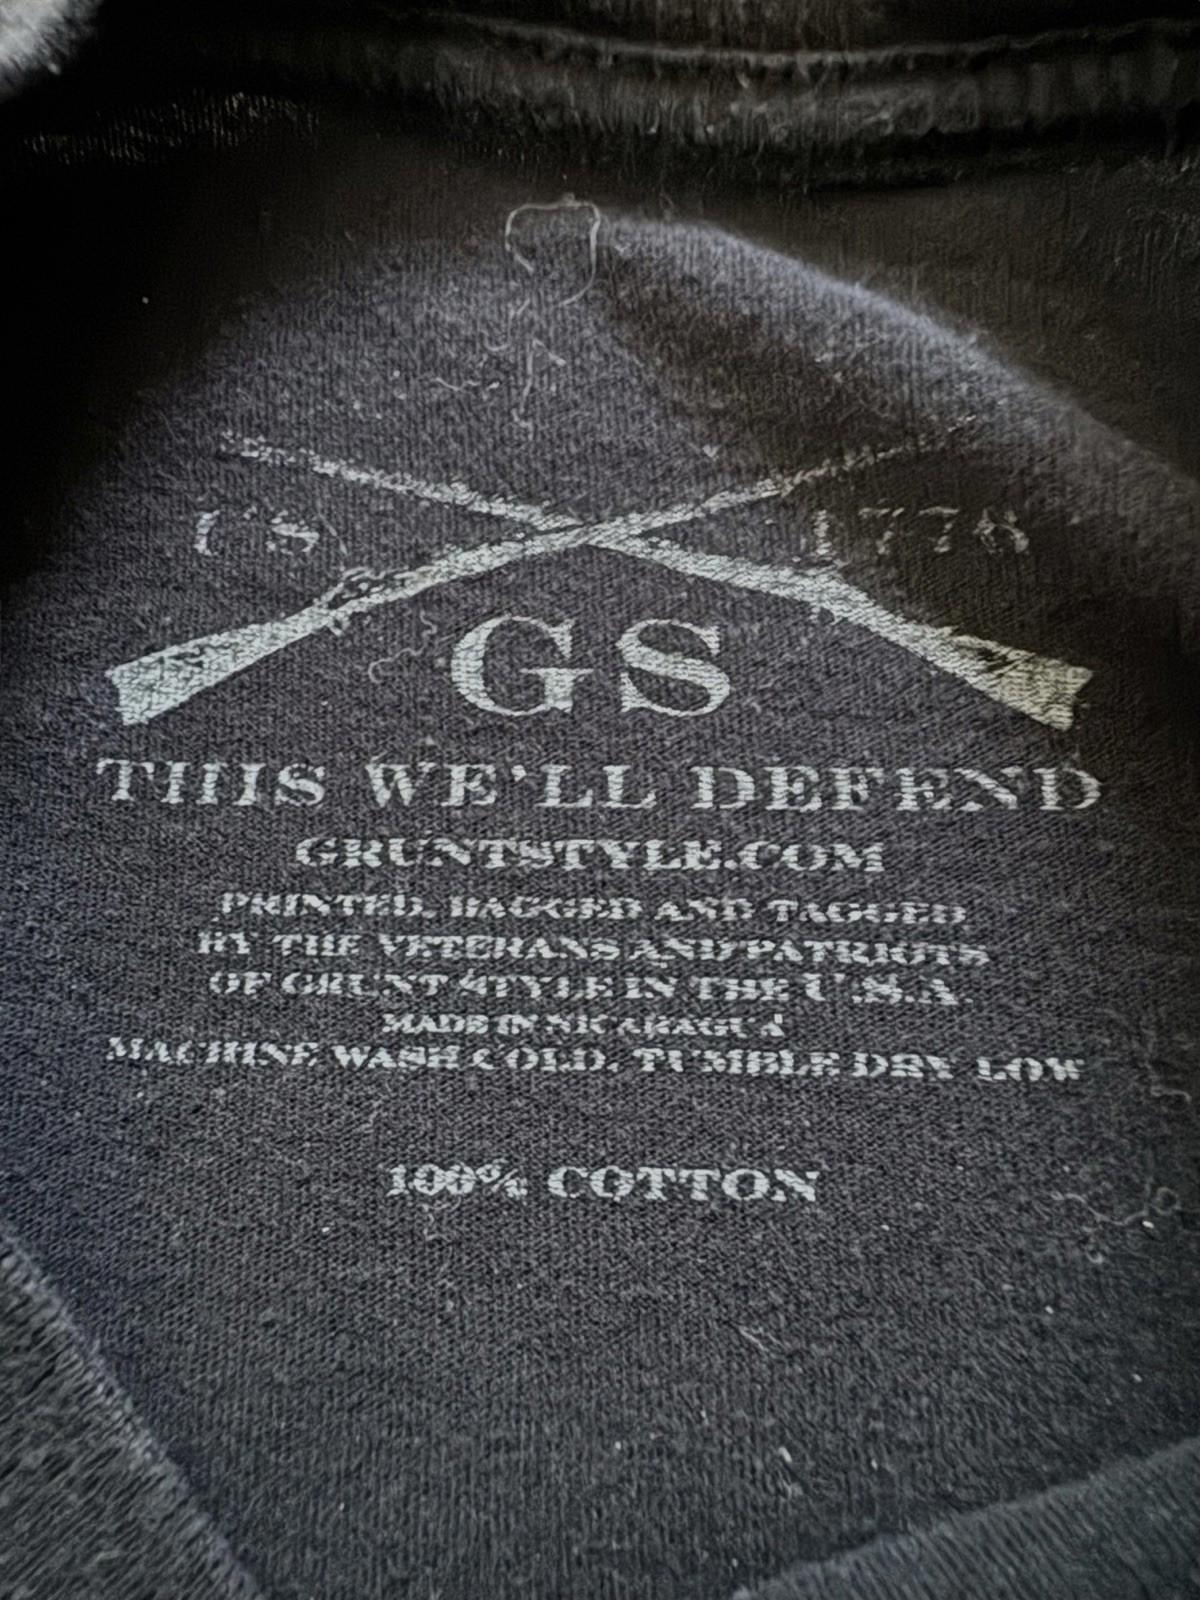 US 1776
GS
THIS WE'LL DEFEND
GRUNTSTYLE.COM
PRINTED, BAGGED AND TAGGED
BY THE VETERANS AND PATRIOTS
OF GRUNT STYLE IN THE U.S.A.
MADE IN NICARAGUA
MACHINE WASH COLD, TUMBLE DRY LOW
100% COTTON